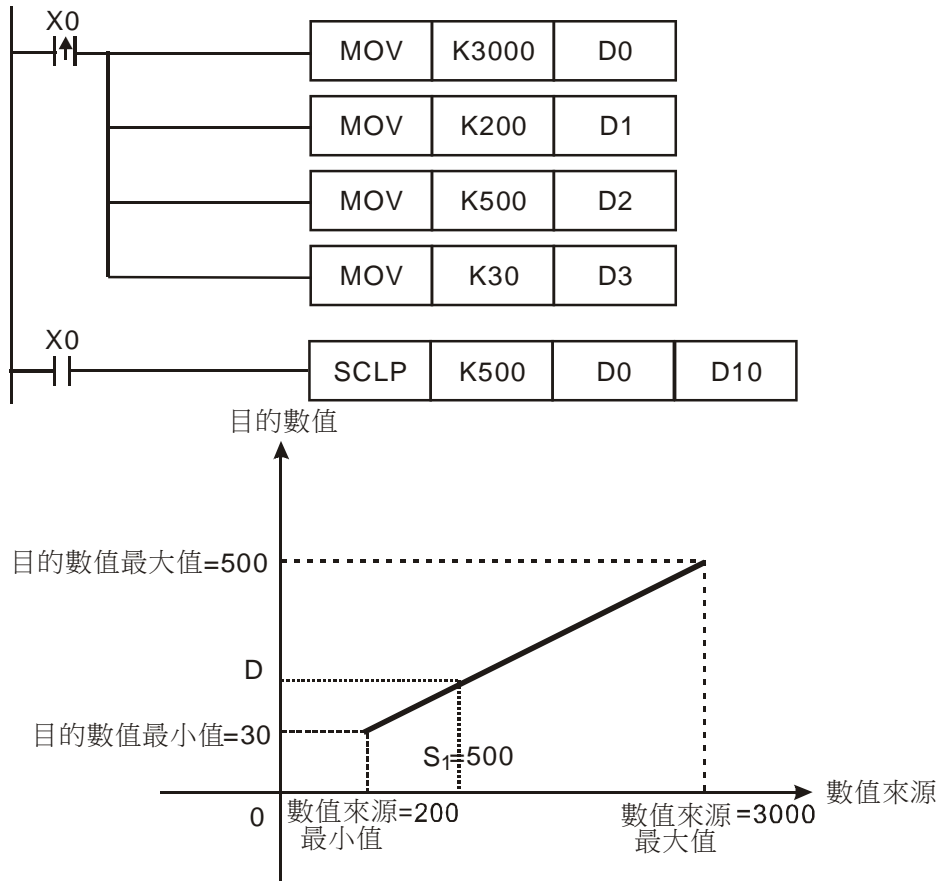 X0
MOV K3000 D0
MOV K200 D1
MOV K500 D2
MOV K30 D3
X0
SCLP K500 D0 D10
目的數值
目的數值最大值=500
D
目的數值最小值=30
S₁=500
數值來源
0
數值來源=200
最小值
數值來源=3000
最大值